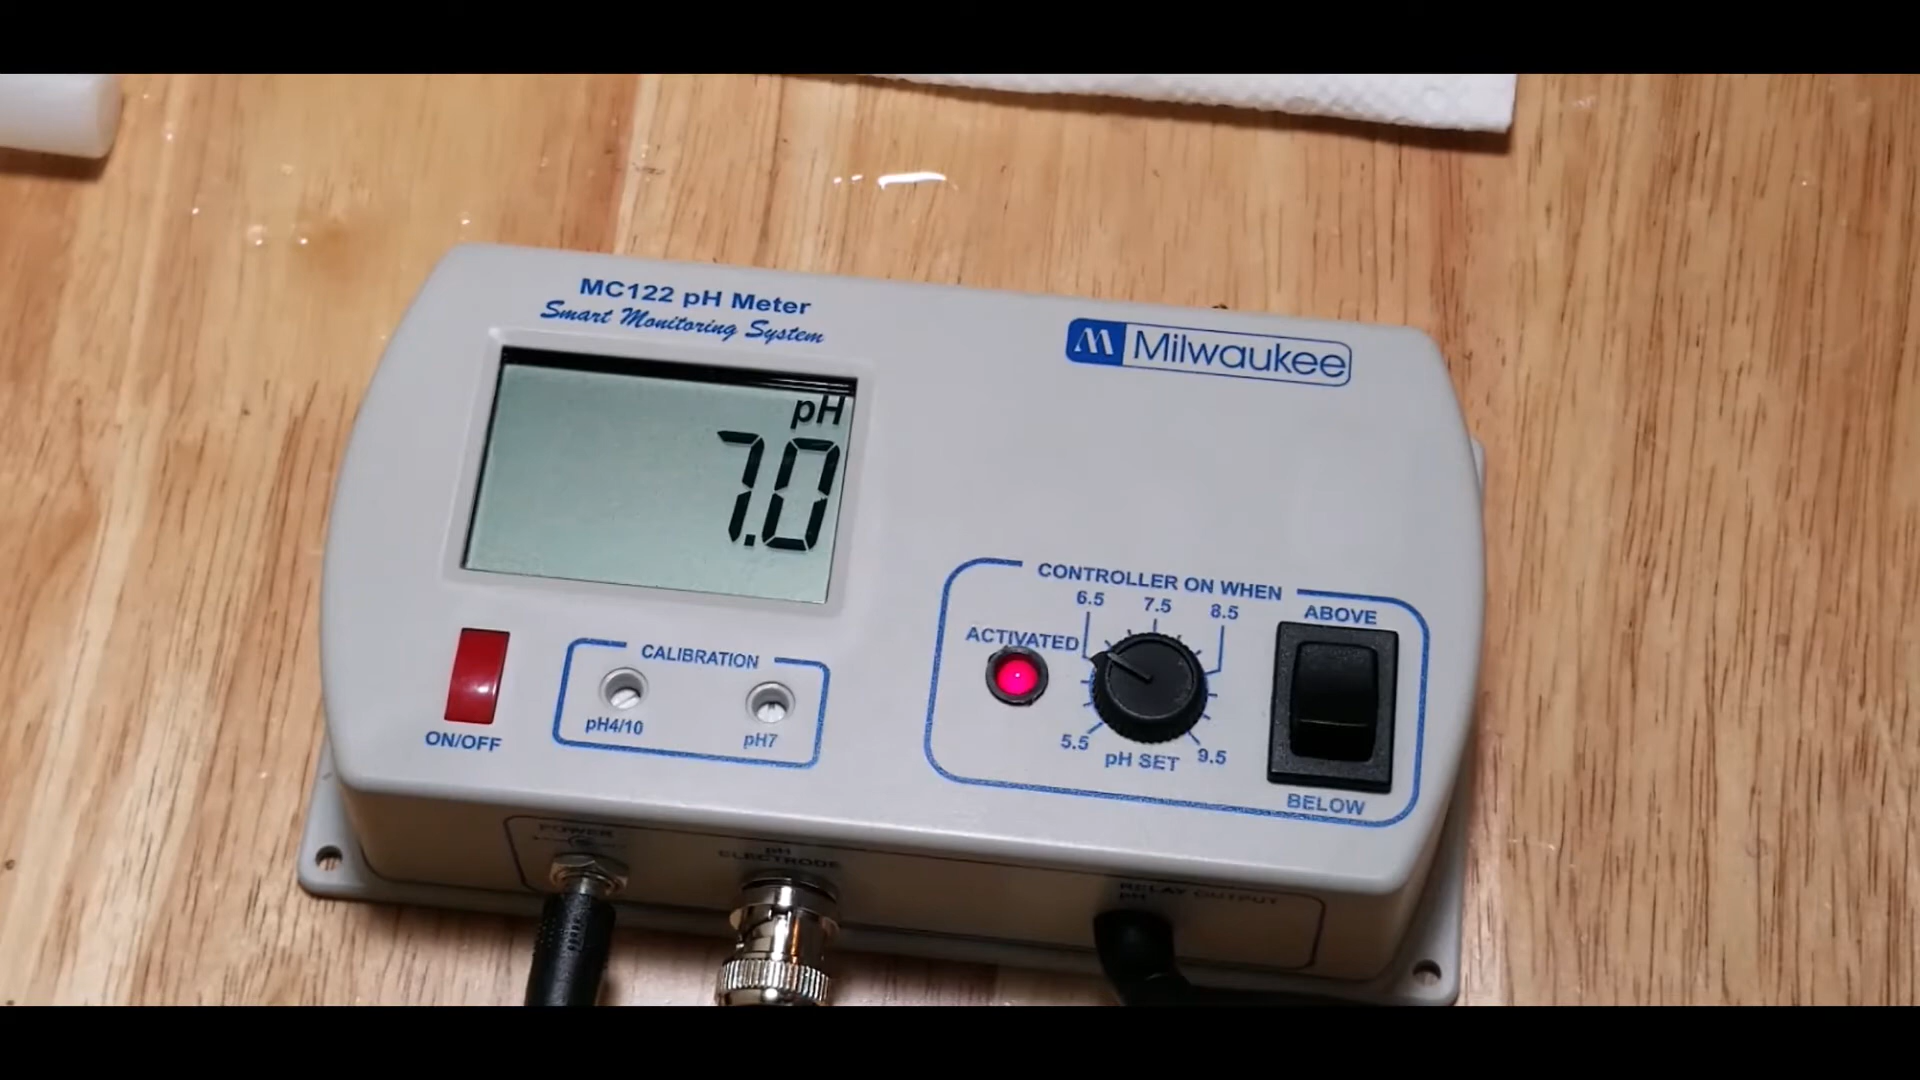 MC122 pH Meter
Smart Monitoring System
Milwaukee
pH
7.0
CONTROLLER ON WHEN
6.5 7.5 8.5
ABOVE
ACTIVATED
CALIBRATION
pH4/10
pH7
ON/OFF
5.5
pH SET
9.5
BELOW
POWER
pH
ELECTRODE
RELAY OUTPUT
pH